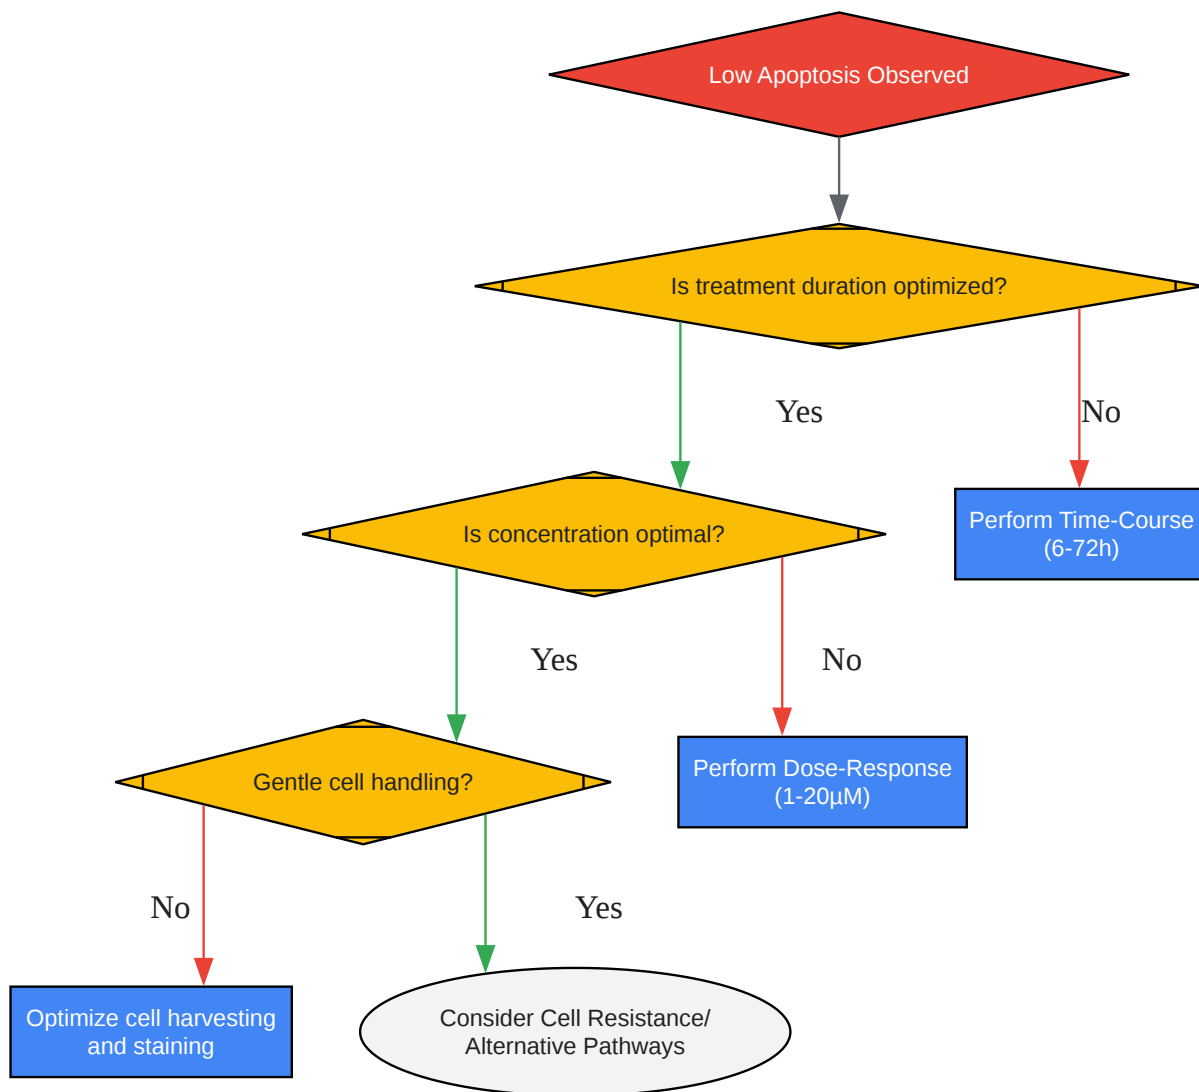 Low Apoptosis Observed
Is treatment duration optimized?
Yes
No
Is concentration optimal?
Perform Time-Course
(6-72h)
Yes
No
Gentle cell handling?
Perform Dose-Response
(1-20µM)
No
Yes
Optimize cell harvesting
and staining
Consider Cell Resistance/
Alternative Pathways